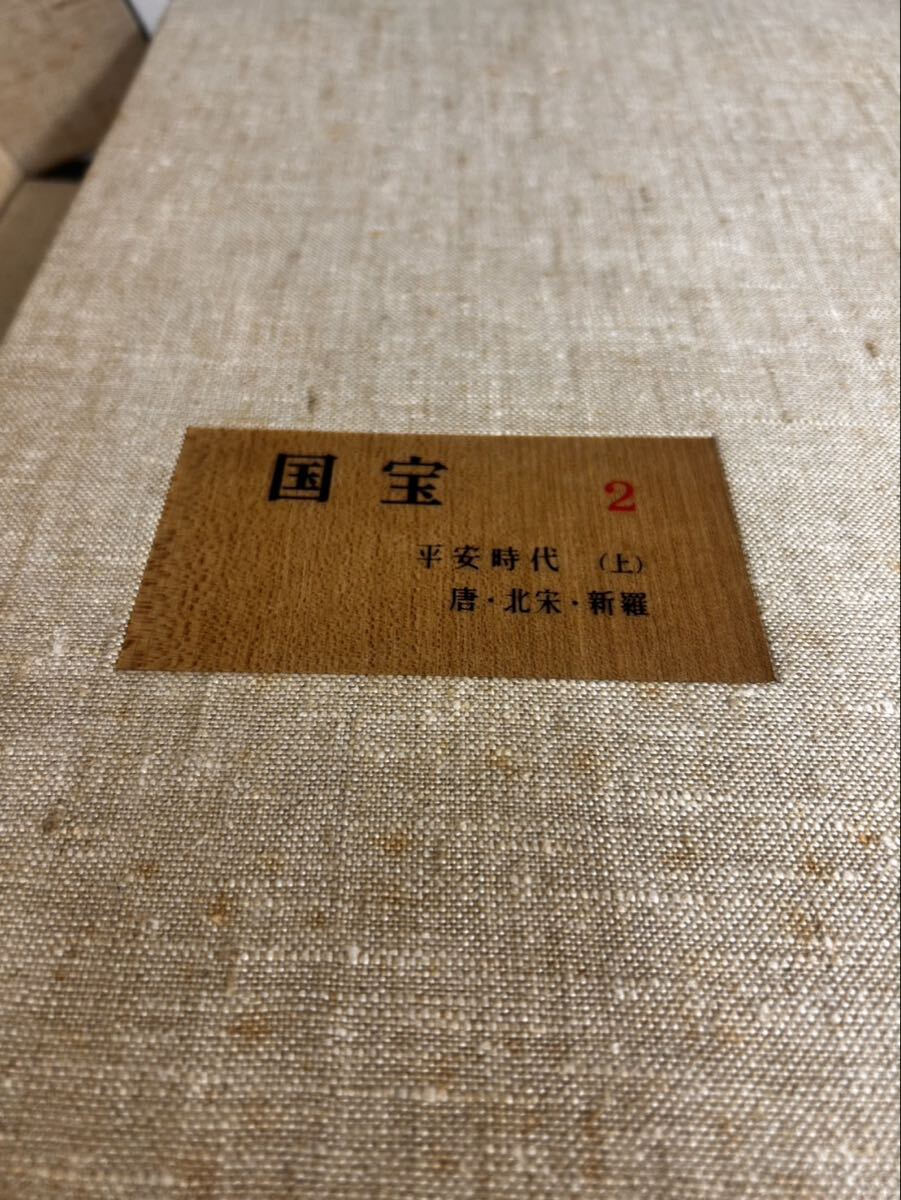 国宝 2
平安時代 (上)
唐・北宋・新羅